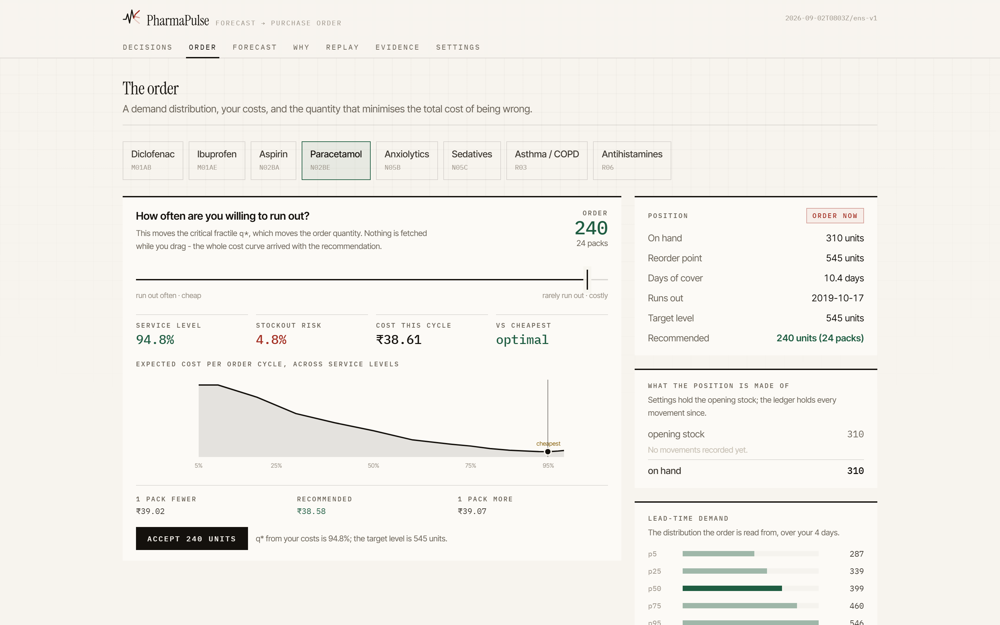 PharmaPulse FORECAST → PURCHASE ORDER
2026-09-02T0803Z/ens-v1
DECISIONS ORDER FORECAST WHY REPLAY EVIDENCE SETTINGS
The order
A demand distribution, your costs, and the quantity that minimises the total cost of being wrong.
Diclofenac Ibuprofen Aspirin Paracetamol Anxiolytics Sedatives Asthma / COPD Antihistamines
M01AB M01AE N02BA N02BE N05B N05C R03 R06
How often are you willing to run out?
This moves the critical fractile q*, which moves the order quantity. Nothing is fetched
while you drag - the whole cost curve arrived with the recommendation.
ORDER
240
24 packs
run out often · cheap
rarely run out · costly
SERVICE LEVEL STOCKOUT RISK COST THIS CYCLE VS CHEAPEST
94.8% 4.8% ₹38.61 optimal
EXPECTED COST PER ORDER CYCLE, ACROSS SERVICE LEVELS
cheapest
5% 25% 50% 75% 95%
1 PACK FEWER RECOMMENDED 1 PACK MORE
₹39.02 ₹38.58 ₹39.07
ACCEPT 240 UNITS
q* from your costs is 94.8%; the target level is 545 units.
POSITION ORDER NOW
On hand 310 units
Reorder point 545 units
Days of cover 10.4 days
Runs out 2019-10-17
Target level 545 units
Recommended 240 units (24 packs)
WHAT THE POSITION IS MADE OF
Settings hold the opening stock; the ledger holds every
movement since.
opening stock 310
No movements recorded yet.
on hand 310
LEAD-TIME DEMAND
The distribution the order is read from, over your 4 days.
p5 287
p25 339
p50 399
p75 460
p95 546